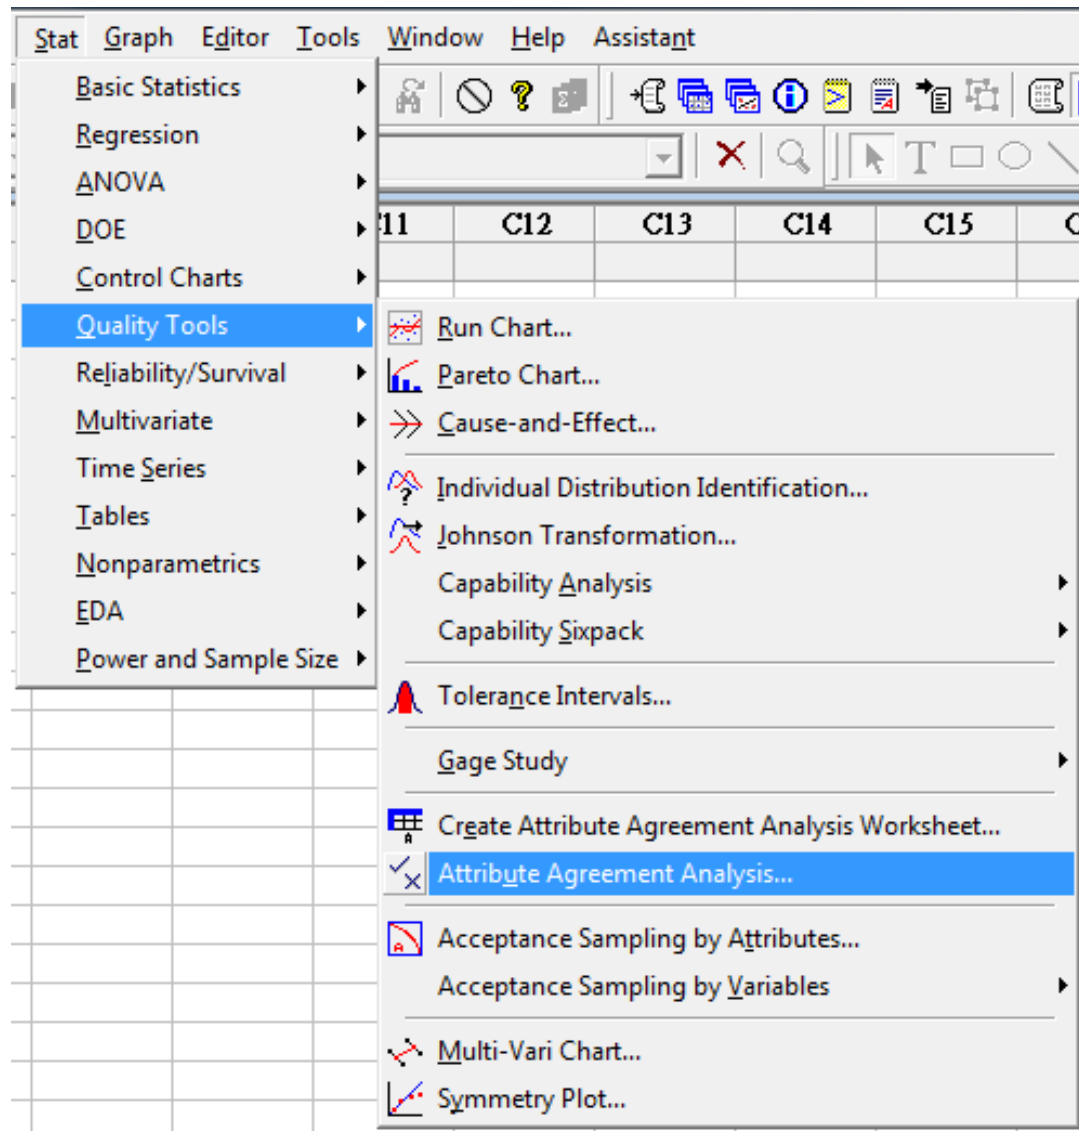 Stat Graph Editor Tools Window Help Assistant
C12 C13 C14 C15
Basic Statistics
Regression
ANOVA
DOE
Control Charts
Quality Tools
Reliability/Survival
Multivariate
Time Series
Tables
Nonparametrics
EDA
Power and Sample Size
Run Chart...
Pareto Chart...
Cause-and-Effect...
Individual Distribution Identification...
Johnson Transformation...
Capability Analysis
Capability Sixpack
Tolerance Intervals...
Gage Study
Create Attribute Agreement Analysis Worksheet...
Attribute Agreement Analysis...
Acceptance Sampling by Attributes...
Acceptance Sampling by Variables
Multi-Vari Chart...
Symmetry Plot...